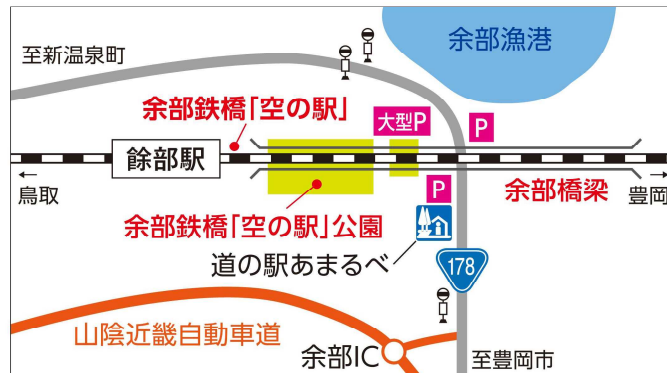 余部漁港
至新温泉町
余部鉄橋「空の駅」
大型P
P
餘部駅
鳥取
豊岡
余部橋梁
P
余部鉄橋「空の駅」公園
道の駅あまるべ
178
山陰近畿自動車道
余部IC
至豊岡市